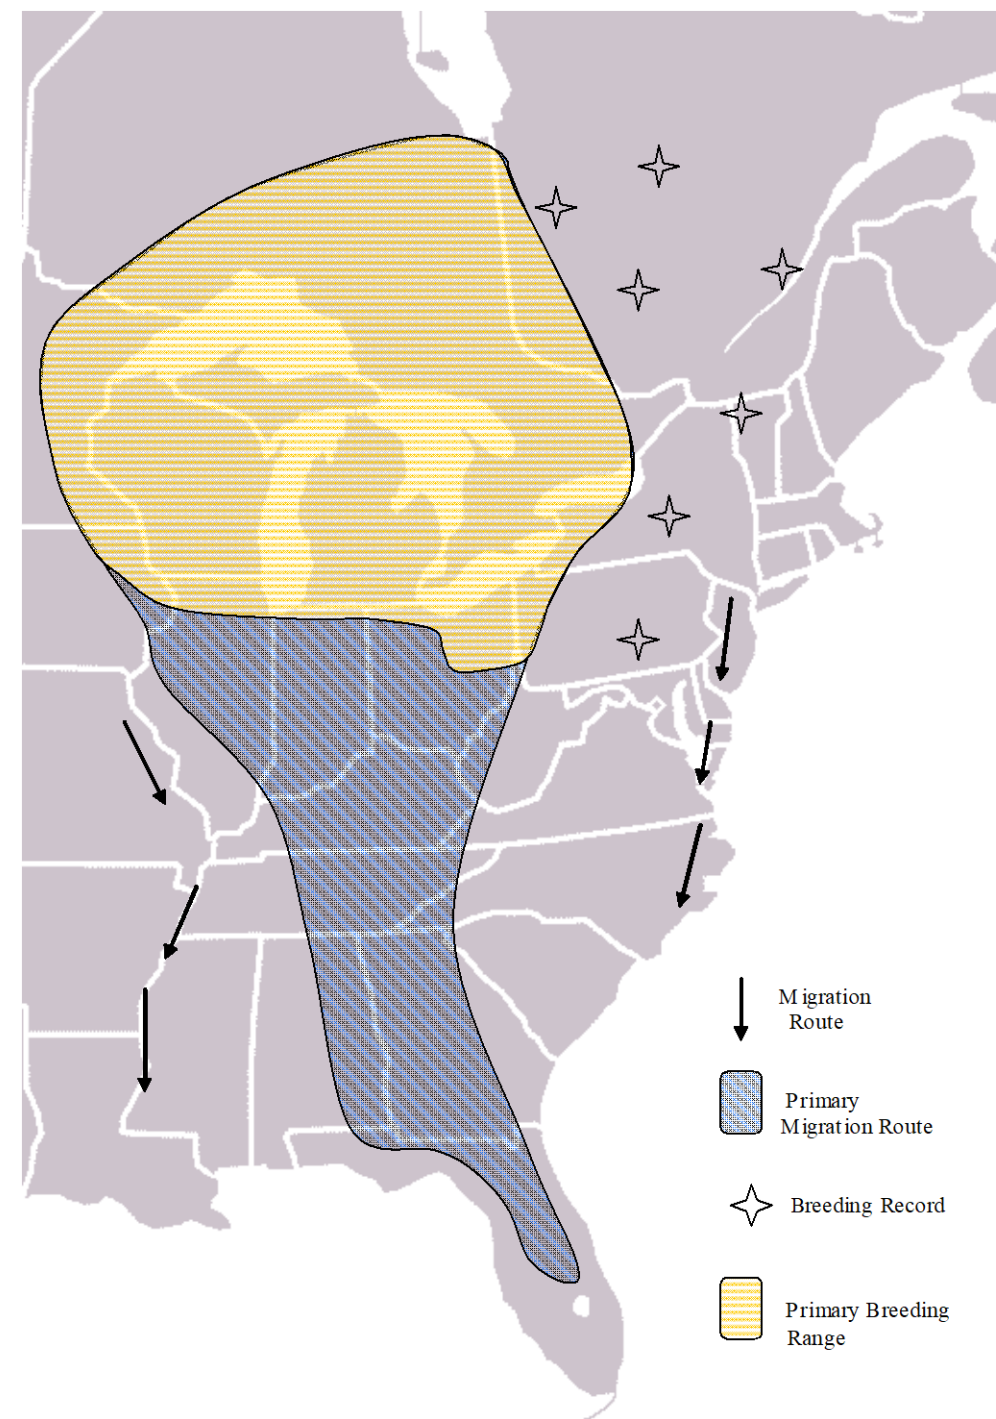 Migration
Route
Primary
Migration Route
Breeding Record
Primary Breeding
Range